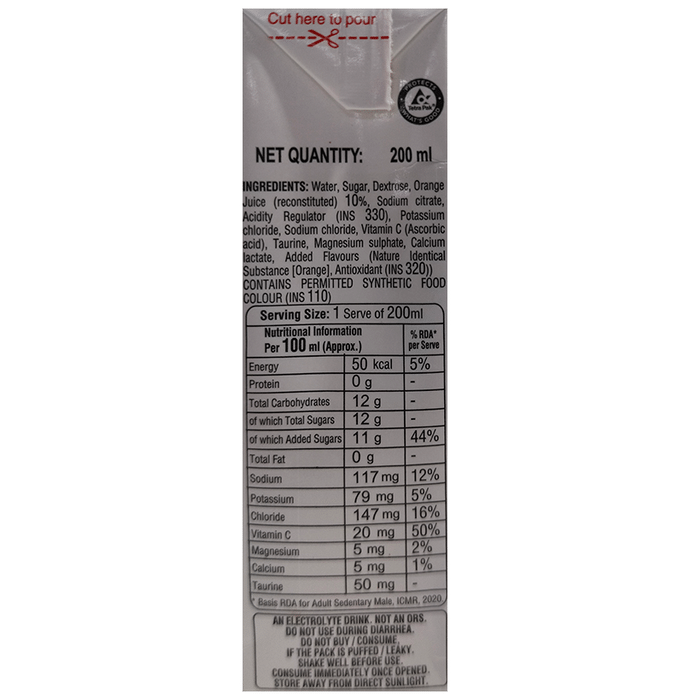 Cut here to pour
PROTECTS
Tetra Pak
WHAT'S GOOD
NET QUANTITY: 200 ml
INGREDIENTS: Water, Sugar, Dextrose, Orange
Juice (reconstituted) 10%, Sodium citrate,
Acidity Regulator (INS 330), Potassium
chloride, Sodium chloride, Vitamin C (Ascorbic
acid), Taurine, Magnesium sulphate, Calcium
lactate, Added Flavours (Nature Identical
Substance [Orange], Antioxidant (INS 320))
CONTAINS PERMITTED SYNTHETIC FOOD
COLOUR (INS 110)
Serving Size: 1 Serve of 200ml
Nutritional Information
Per 100 ml (Approx.)
% RDA*
per Serve
Energy 50 kcal 5%
Protein 0 g -
Total Carbohydrates 12 g -
of which Total Sugars 12 g -
of which Added Sugars 11 g 44%
Total Fat 0 g -
Sodium 117 mg 12%
Potassium 79 mg 5%
Chloride 147 mg 16%
Vitamin C 20 mg 50%
Magnesium 5 mg 2%
Calcium 5 mg 1%
Taurine 50 mg -
* Basis RDA for Adult Sedentary Male, ICMR, 2020.
AN ELECTROLYTE DRINK. NOT AN ORS.
DO NOT USE DURING DIARRHEA.
DO NOT BUY / CONSUME,
IF THE PACK IS PUFFED / LEAKY.
SHAKE WELL BEFORE USE.
CONSUME IMMEDIATELY ONCE OPENED.
STORE AWAY FROM DIRECT SUNLIGHT.